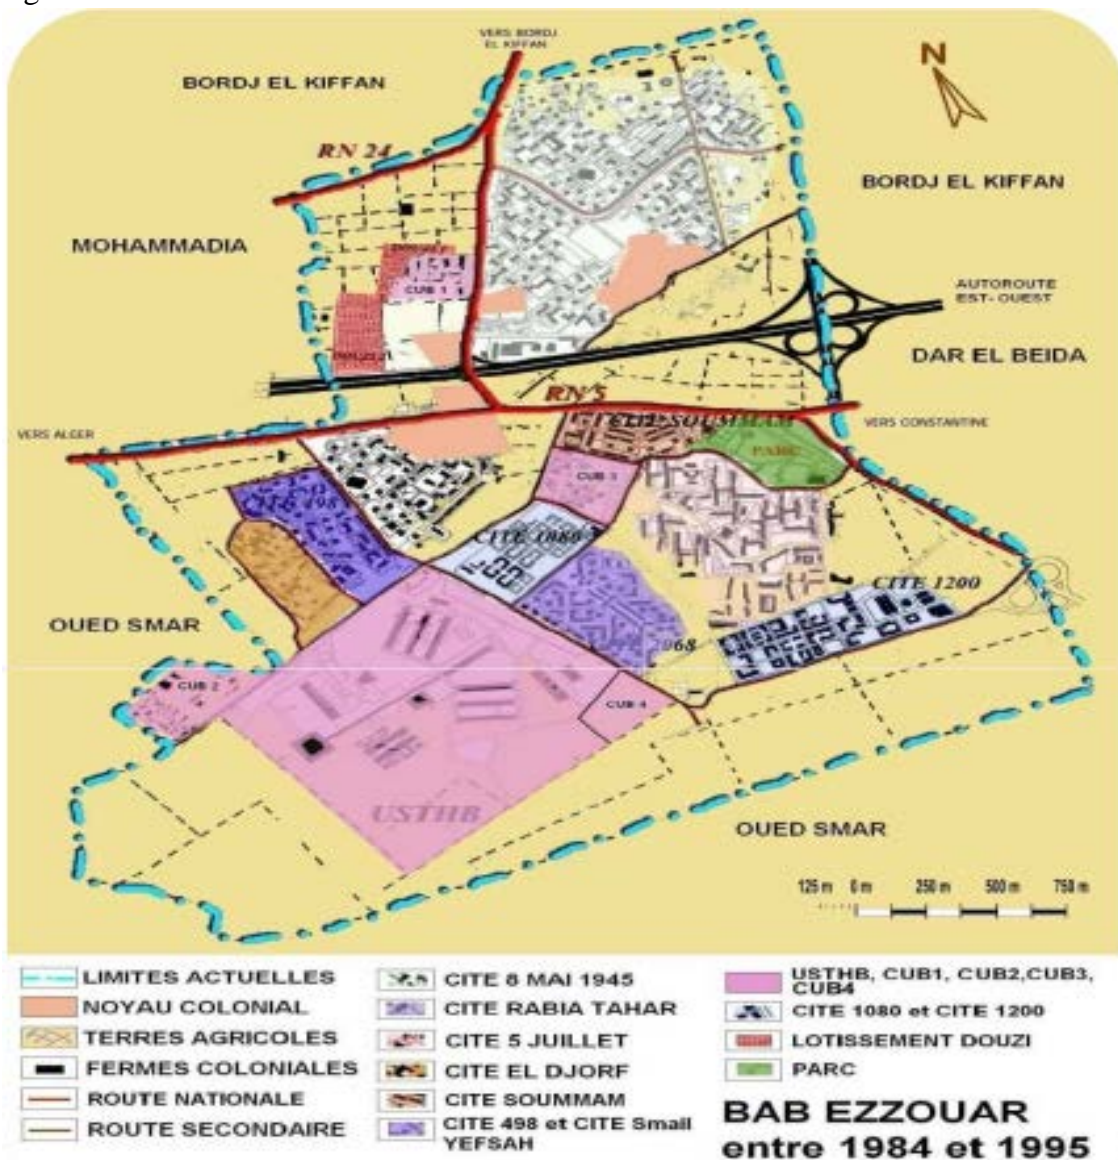 VERS BORDJ
EL KIFFAN
N
BORDJ EL KIFFAN
RN 24
BORDJ EL KIFFAN
MOHAMMADIA
CUB 1
AUTOROUTE
EST- OUEST
DAR EL BEIDA
RN 5
VERS ALGER
VERS CONSTANTINE
CITE SOUMMAM
PARC
CUB 3
CITE 498
CITE 1080
CITE 1200
OUED SMAR
2068
CUB 2
CUB 4
USTHB
OUED SMAR
125 m 0 m 250 m 500 m 750 m
LIMITES ACTUELLES
NOYAU COLONIAL
TERRES AGRICOLES
FERMES COLONIALES
ROUTE NATIONALE
ROUTE SECONDAIRE
CITE 8 MAI 1945
CITE RABIA TAHAR
CITE 5 JUILLET
CITE EL DJORF
CITE SOUMMAM
CITE 498 et CITE Smail
YEFSAH
USTHB, CUB1, CUB2,CUB3,
CUB4
CITE 1080 et CITE 1200
LOTISSEMENT DOUZI
PARC
BAB EZZOUAR
entre 1984 et 1995